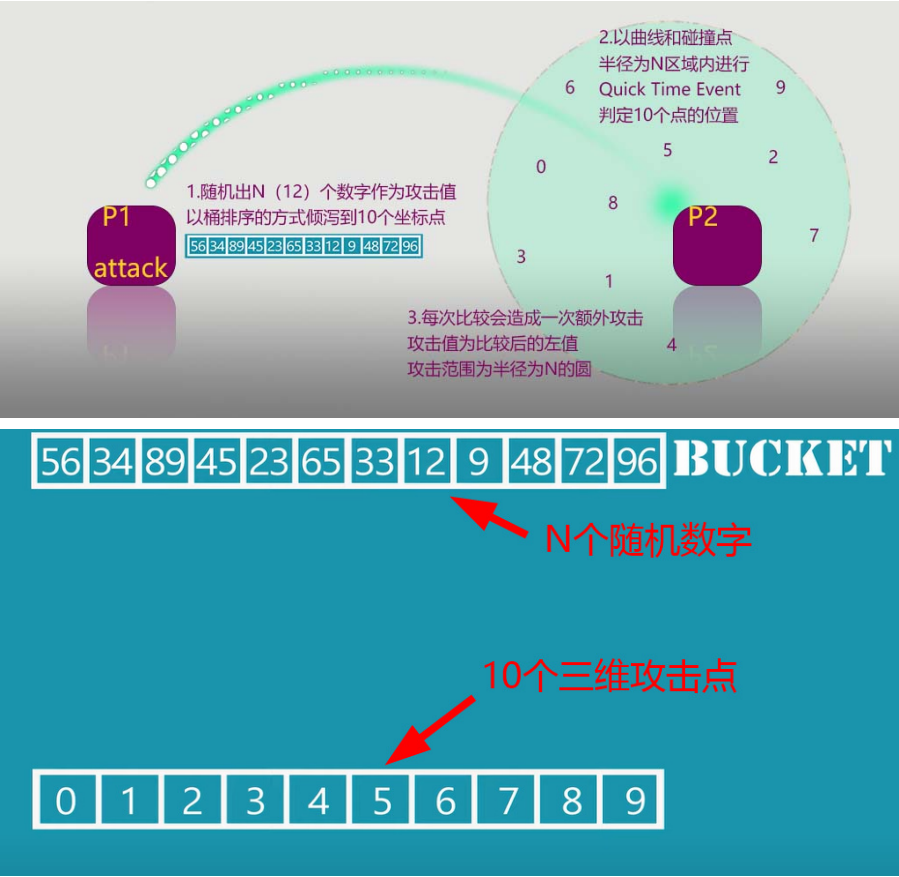 2.以曲线和碰撞点
半径为N区域内进行
Quick Time Event
判定10个点的位置
6
9
5
2
0
8
7
3
1
4
1.随机出N（12）个数字作为攻击值
以桶排序的方式倾泻到10个坐标点
56 34 89 45 23 65 33 12 9 48 72 96
P1
attack
P2
3.每次比较会造成一次额外攻击
攻击值为比较后的左值
攻击范围为半径为N的圆
P1
P2
56 34 89 45 23 65 33 12 9 48 72 96 BUCKET
N个随机数字
10个三维攻击点
0 1 2 3 4 5 6 7 8 9